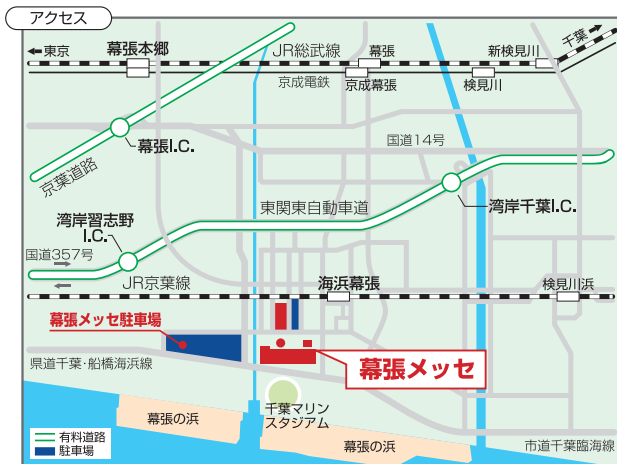 アクセス
東京
幕張本郷
JR総武線
幕張
新検見川
千葉
京成電鉄
京成幕張
検見川
幕張I.C.
国道14号
京葉道路
東関東自動車道
湾岸千葉I.C.
湾岸習志野
I.C.
国道357号
JR京葉線
海浜幕張
検見川浜
幕張メッセ駐車場
幕張メッセ
県道千葉・船橋海浜線
千葉マリン
スタジアム
幕張の浜
幕張の浜
有料道路
駐車場
市道千葉臨海線